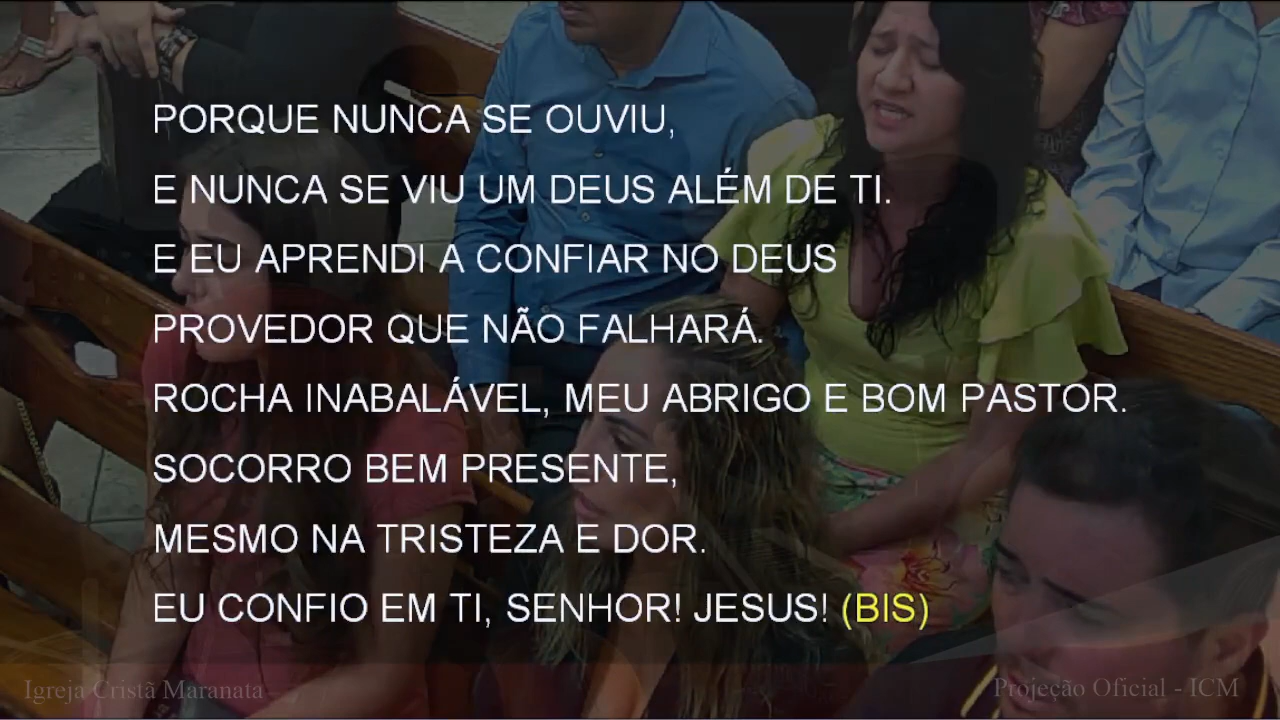 PORQUE NUNCA SE OUVIU,
E NUNCA SE VIU UM DEUS ALÉM DE TI.
E EU APRENDI A CONFIAR NO DEUS
PROVEDOR QUE NÃO FALHARÁ.
ROCHA INABALÁVEL, MEU ABRIGO E BOM PASTOR.
SOCORRO BEM PRESENTE,
MESMO NA TRISTEZA E DOR.
EU CONFIO EM TI, SENHOR! JESUS! (BIS)
Igreja Cristã Maranata
Projeção Oficial - ICM